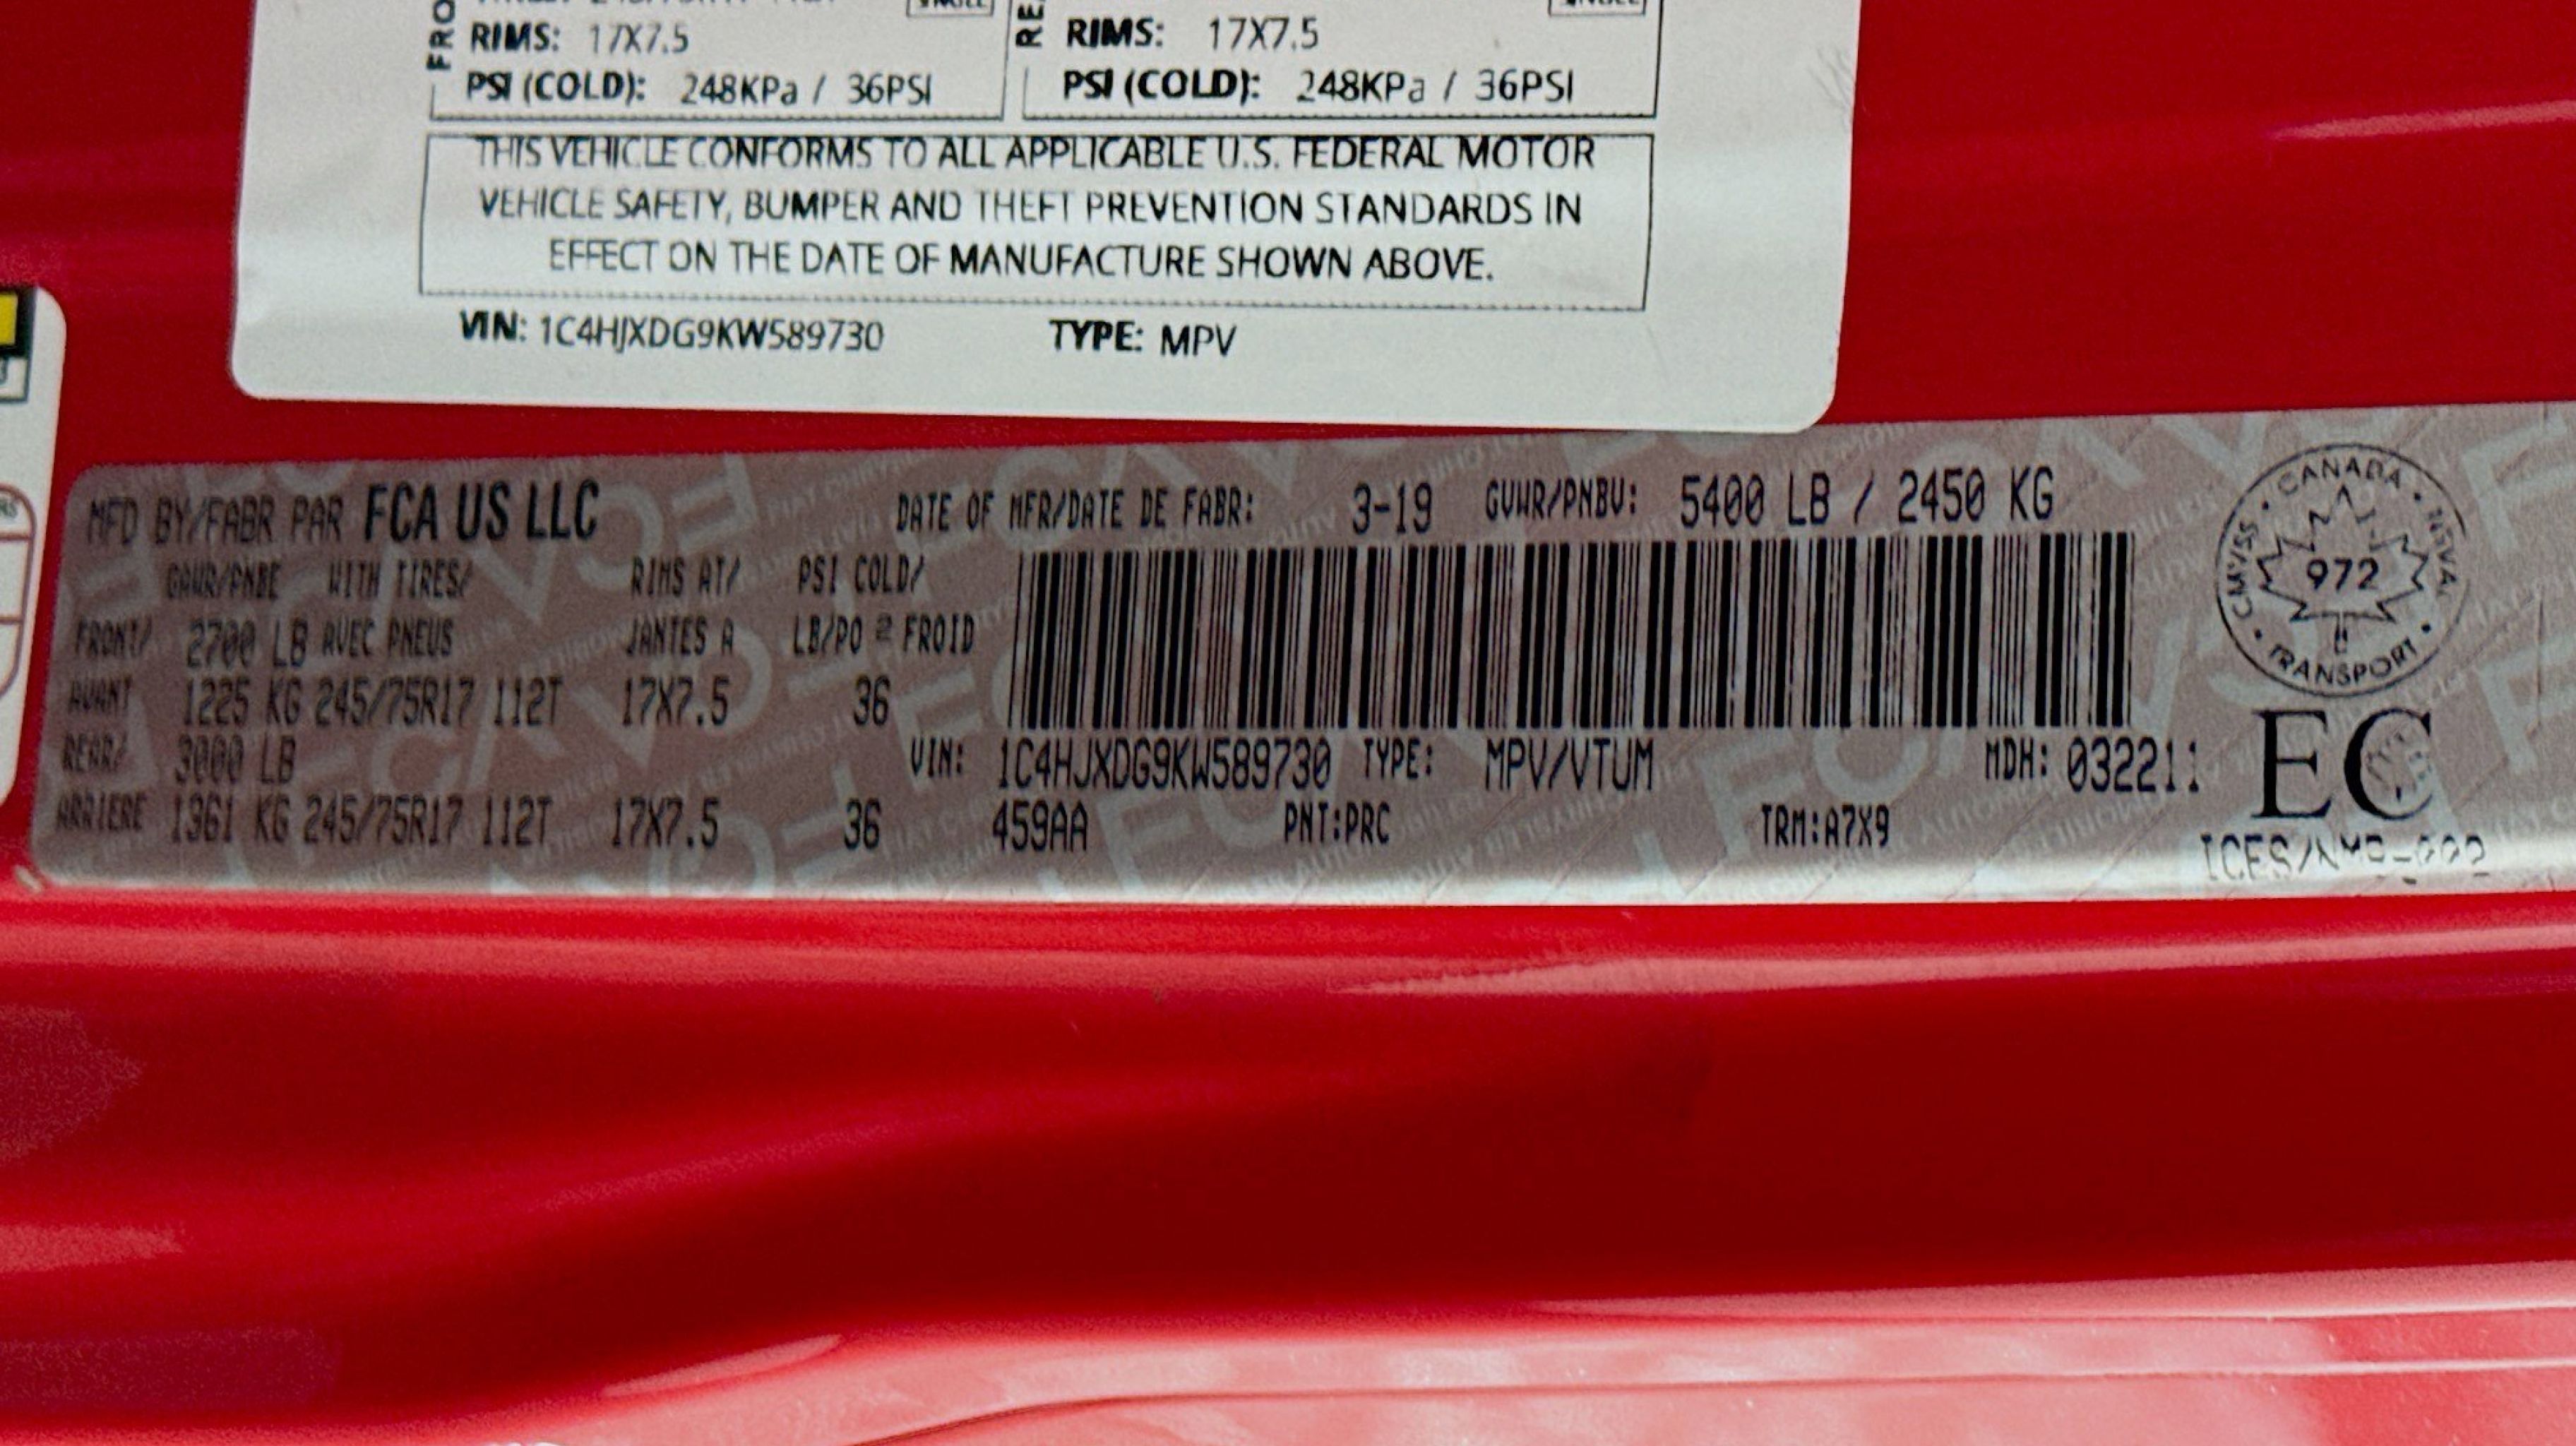 FRO RIMS: 17X7.5 RE RIMS: 17X7.5
PSI (COLD): 248KPa / 36PSI PSI (COLD): 248KPa / 36PSI
THIS VEHICLE CONFORMS TO ALL APPLICABLE U.S. FEDERAL MOTOR
VEHICLE SAFETY, BUMPER AND THEFT PREVENTION STANDARDS IN
EFFECT ON THE DATE OF MANUFACTURE SHOWN ABOVE.
VIN: 1C4HJXDG9KW589730 TYPE: MPV
MFD BY/FABR PAR FCA US LLC DATE OF MFR/DATE DE FABR: 3-19 GVWR/PNBV: 5400 LB / 2450 KG
GAWR/PNBE WITH TIRES/ RIMS AT/ PSI COLD/
FRONT/ 2700 LB AVEC PNEUS JANTES A LB/PO 2 FROID
AVANT 1225 KG 245/75R17 112T 17X7.5 36
REAR/ 3000 LB VIN: 1C4HJXDG9KW589730 TYPE: MPV/VTUM MDH: 032211
ARRIERE 1361 KG 245/75R17 112T 17X7.5 36 459AA PNT:PRC TRM:A7X9
CANADA
CMVSS NSVAC
972
TRANSPORT
EC